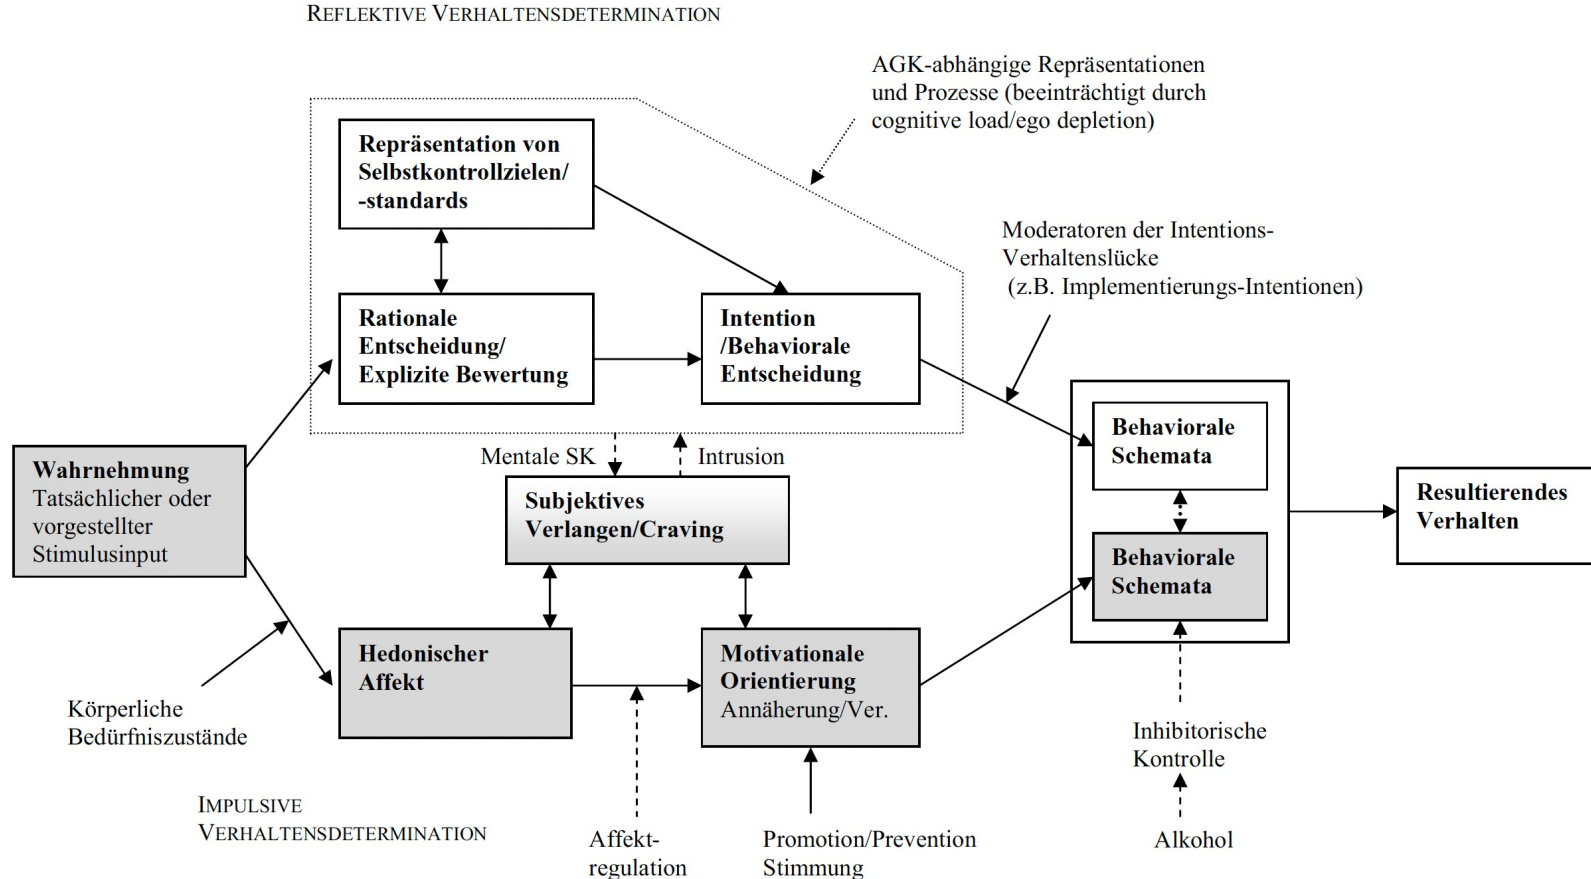 REFLEKTIVE VERHALTENSDETERMINATION
AGK-abhängige Repräsentationen
und Prozesse (beeinträchtigt durch
cognitive load/ego depletion)
Repräsentation von
Selbstkontrollzielen/
-standards
Moderatoren der Intentions-
Verhaltenslücke
(z.B. Implementierungs-Intentionen)
Rationale
Entscheidung/
Explizite Bewertung
Intention
/Behaviorale
Entscheidung
Behaviorale
Schemata
Mentale SK
Intrusion
Wahrnehmung
Tatsächlicher oder
vorgestellter
Stimulusinput
Subjektives
Verlangen/Craving
Resultierendes
Verhalten
Behaviorale
Schemata
Hedonischer
Affekt
Motivationale
Orientierung
Annäherung/Ver.
Körperliche
Bedürfniszustände
Inhibitorische
Kontrolle
IMPULSIVE
VERHALTENSDETERMINATION
Affekt-
regulation
Promotion/Prevention
Stimmung
Alkohol